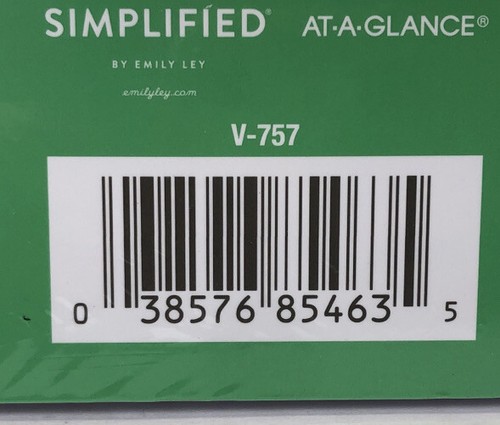 SIMPLIFIED® AT·A·GLANCE®
BY EMILY LEY
emilyley.com
V-757
0 38576 85463 5